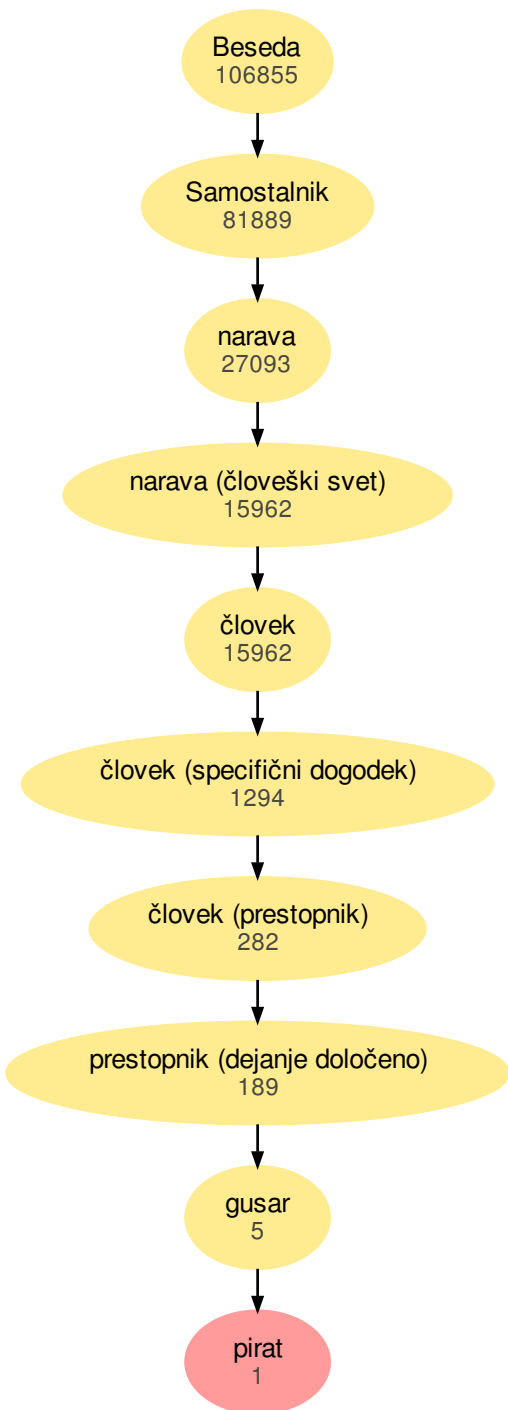 Beseda
106855
Samostalnik
81889
narava
27093
narava (človeški svet)
15962
človek
15962
človek (specifični dogodek)
1294
človek (prestopnik)
282
prestopnik (dejanje določeno)
189
gusar
5
pirat
1